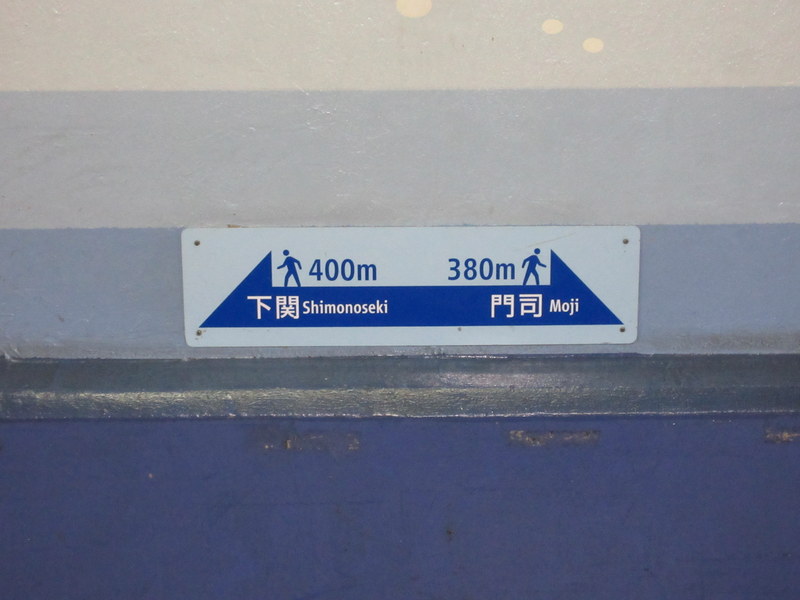 400m 380m
下関 Shimonoseki 門司 Moji